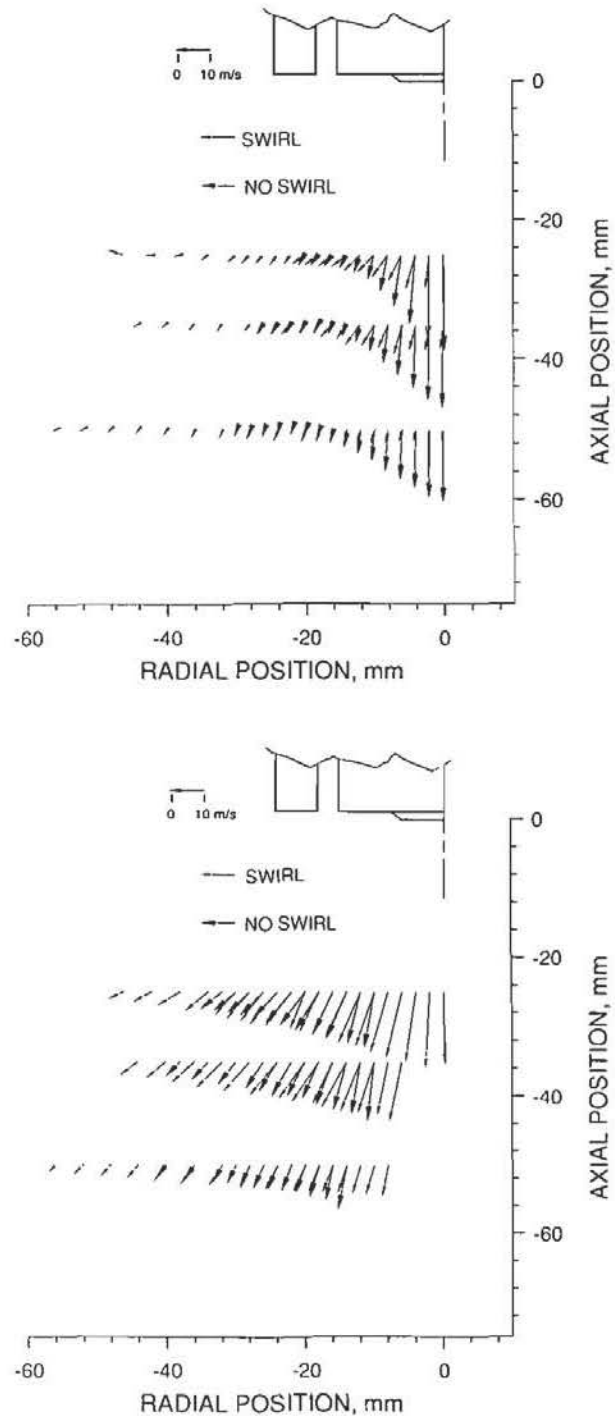 0 10 m/s
SWIRL
NO SWIRL
0
-20
-40
-60
AXIAL POSITION, mm
-60 -40 -20 0
RADIAL POSITION, mm
0 10 m/s
SWIRL
NO SWIRL
0
-20
-40
-60
AXIAL POSITION, mm
-60 -40 -20 0
RADIAL POSITION, mm